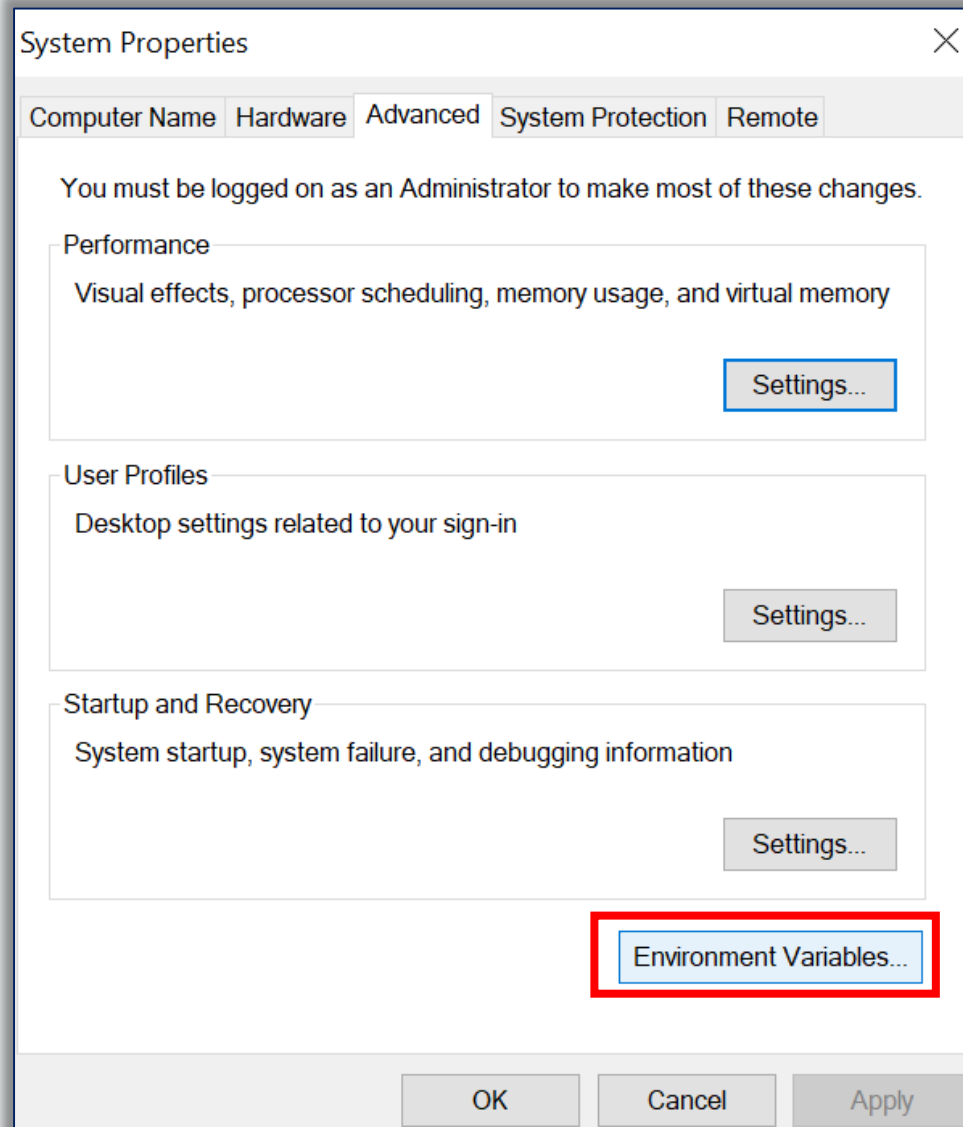 System Properties
Computer Name Hardware Advanced System Protection Remote
You must be logged on as an Administrator to make most of these changes.
Performance
Visual effects, processor scheduling, memory usage, and virtual memory
Settings...
User Profiles
Desktop settings related to your sign-in
Settings...
Startup and Recovery
System startup, system failure, and debugging information
Settings...
Environment Variables...
OK Cancel Apply